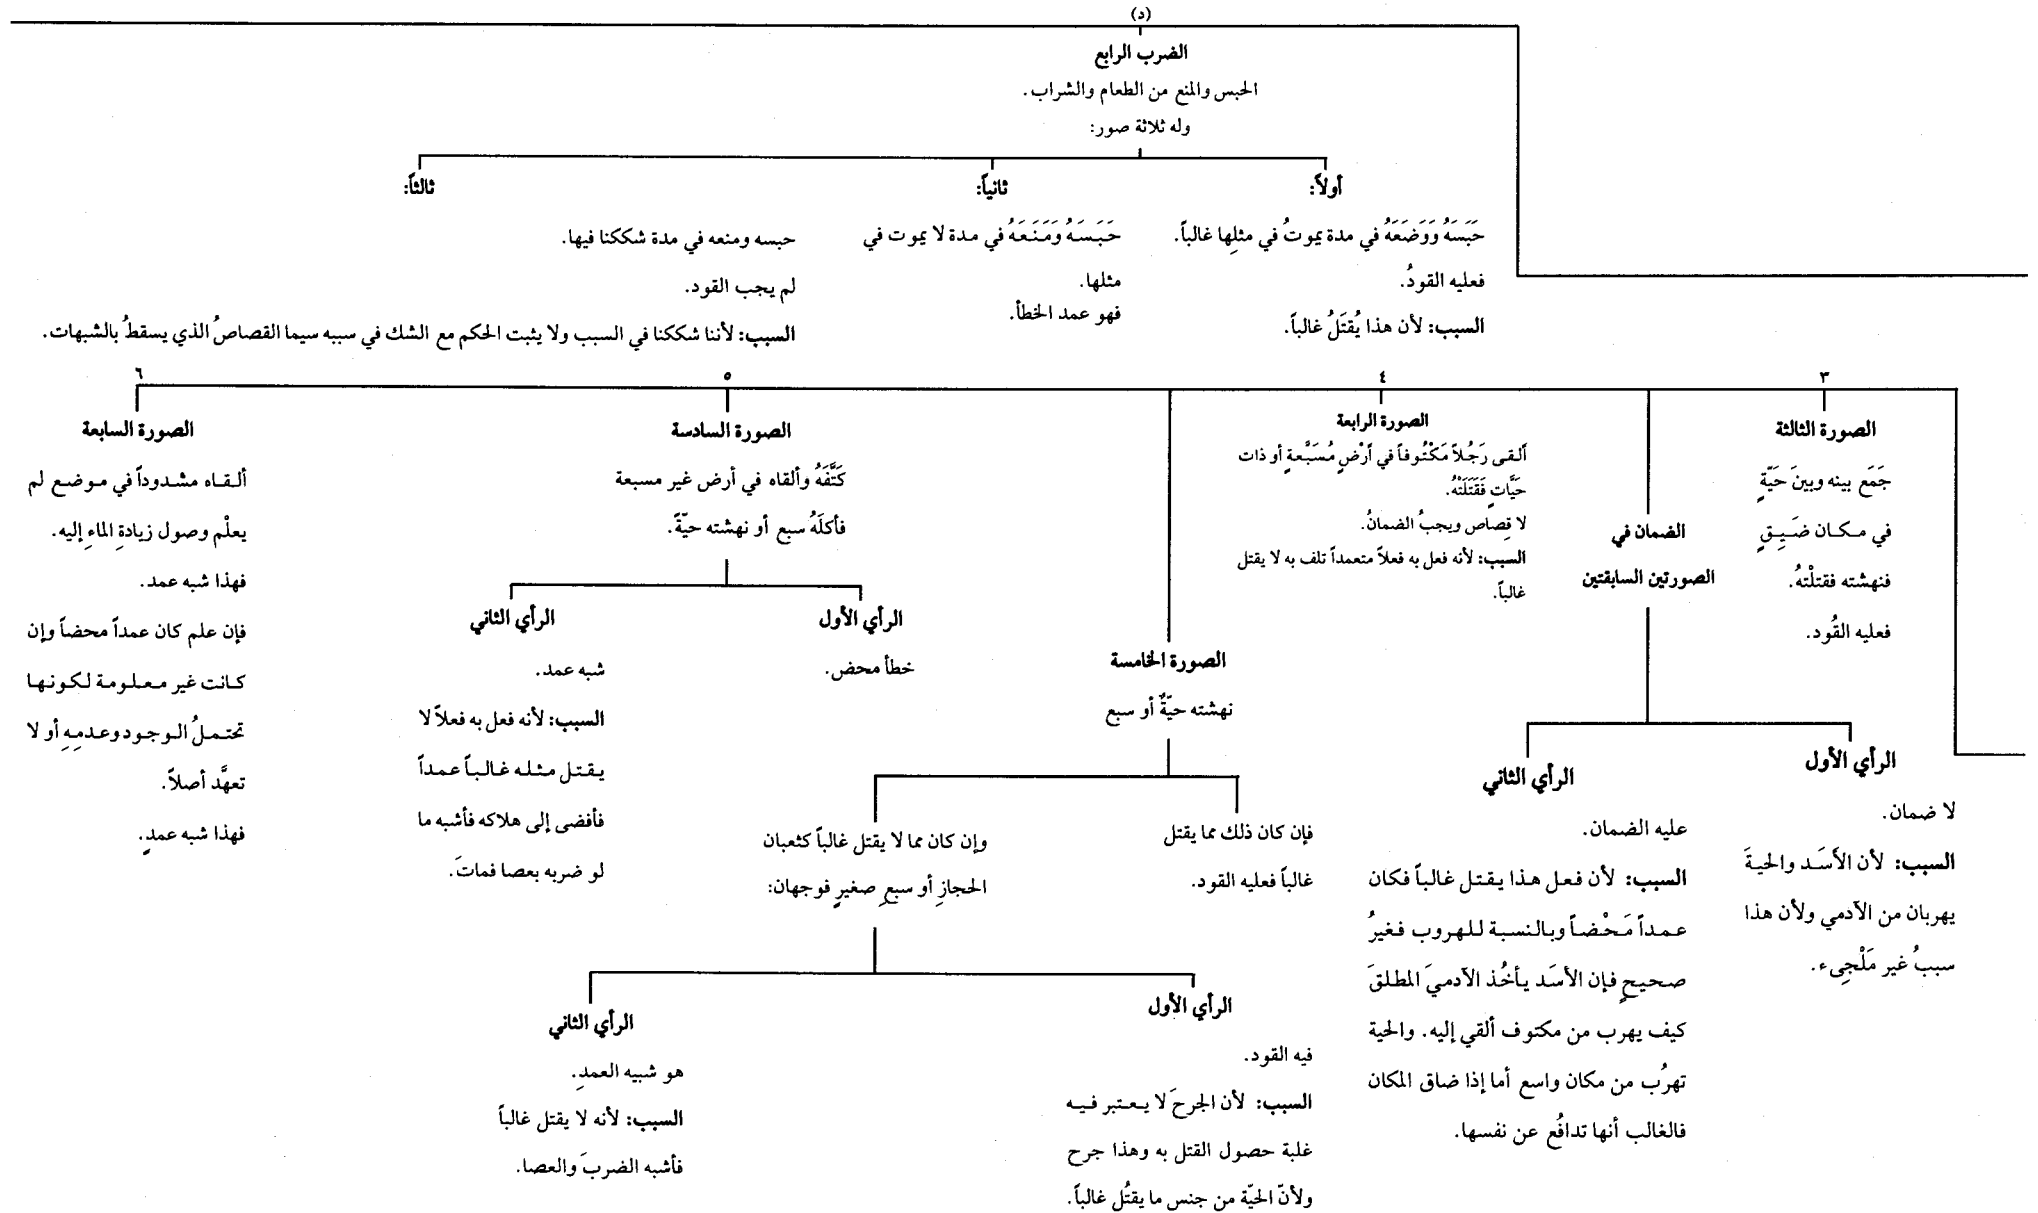 (د)
الضرب الرابع
الحبس والمنع من الطعام والشراب.
وله ثلاثة صور:
أولاً:
حَبَسَهُ وَوَضَعَهُ في مدة يموتُ في مثلِها غالباً.
فعليه القودُ.
السبب: لأن هذا يُقتَلُ غالباً.
ثانياً:
حَبَسَهُ وَمَنَعَهُ في مدة لا يموت في
مثلها.
فهو عمد الخطأ.
ثالثاً:
حبسه ومنعه في مدة شككنا فيها.
لم يجب القود.
السبب: لأننا شككنا في السبب ولا يثبت الحكم مع الشك في سببه سيما القصاصُ الذي يسقطُ بالشبهات.
٣
الصورة الثالثة
جَمَع بينه وبينَ حَيّةٍ
في مكان ضَيِقٍ
فنهشته فقتلْتهُ.
فعليه القُود.
الضمان في
الصورتين السابقتين
الرأي الأول
لا ضمان.
السبب: لأن الأسَد والحيةَ
يهربان من الآدمي ولأن هذا
سببُ غير مَلْجِىء.
الرأي الثاني
عليه الضمان.
السبب: لأن فعل هذا يقتل غالباً فكان
عمداً مَحْضاً وبالنسبة للهروب فغيرُ
صحيحٍ فإن الأسَد يأخُذ الآدميَ المطلقَ
كيف يهرب من مكتوف ألقي إليه. والحية
تهرُب من مكان واسع أما إذا ضاق المكان
فالغالب أنها تدافُع عن نفسها.
٤
الصورة الرابعة
ألقى رَجُلاً مَكْتُوفاً في أرْضٍ مُسَبَّعةٍ أو ذات
حَيَّاتٍ فَقَتَلَتْهُ.
لا قِصاص ويجبُ الضمانُ.
السبب: لأنه فعل به فعلاً متعمداً تلف به لا يقتل
غالباً.
الصورة الخامسة
نهشته حيّةٌ أو سبع
فإن كان ذلك مما يقتل
غالباً فعليه القود.
وإن كان مما لا يقتل غالباً كثعبان
الحجازِ أو سبعٍ صغيرٍ فوجهان:
الرأي الأول
فيه القود.
السبب: لأن الجرحَ لا يعتبر فيه
غلبة حصول القتل به وهذا جرح
ولأنّ الحيّة من جنس ما يقتُل غالباً.
الرأي الثاني
هو شبيه العمدِ.
السبب: لأنه لا يقتل غالباً
فأشبه الضربَ والعصا.
٥
الصورة السادسة
كَتَّفَهُ وألقاه في أرض غير مسبعة
فأكلَهُ سبع أو نهشته حيّةً.
الرأي الأول
خطأ محض.
الرأي الثاني
شبه عمد.
السبب: لأنه فعل به فعلاً لا
يقتل مثله غالباً عمداً
فأفضى إلى هلاكه فأشبه ما
لو ضربه بعصا فماتَ.
٦
الصورة السابعة
ألقاه مشدوداً في موضع لم
يعلْم وصول زيادةِ الماءِ إليه.
فهذا شبه عمد.
فإن علم كان عمداً محضاً وإن
كانت غير معلومة لكونها
تحتملُ الوجود وعدمِهِ أو لا
تعهَّد أصلاً.
فهذا شبه عمدٍ.